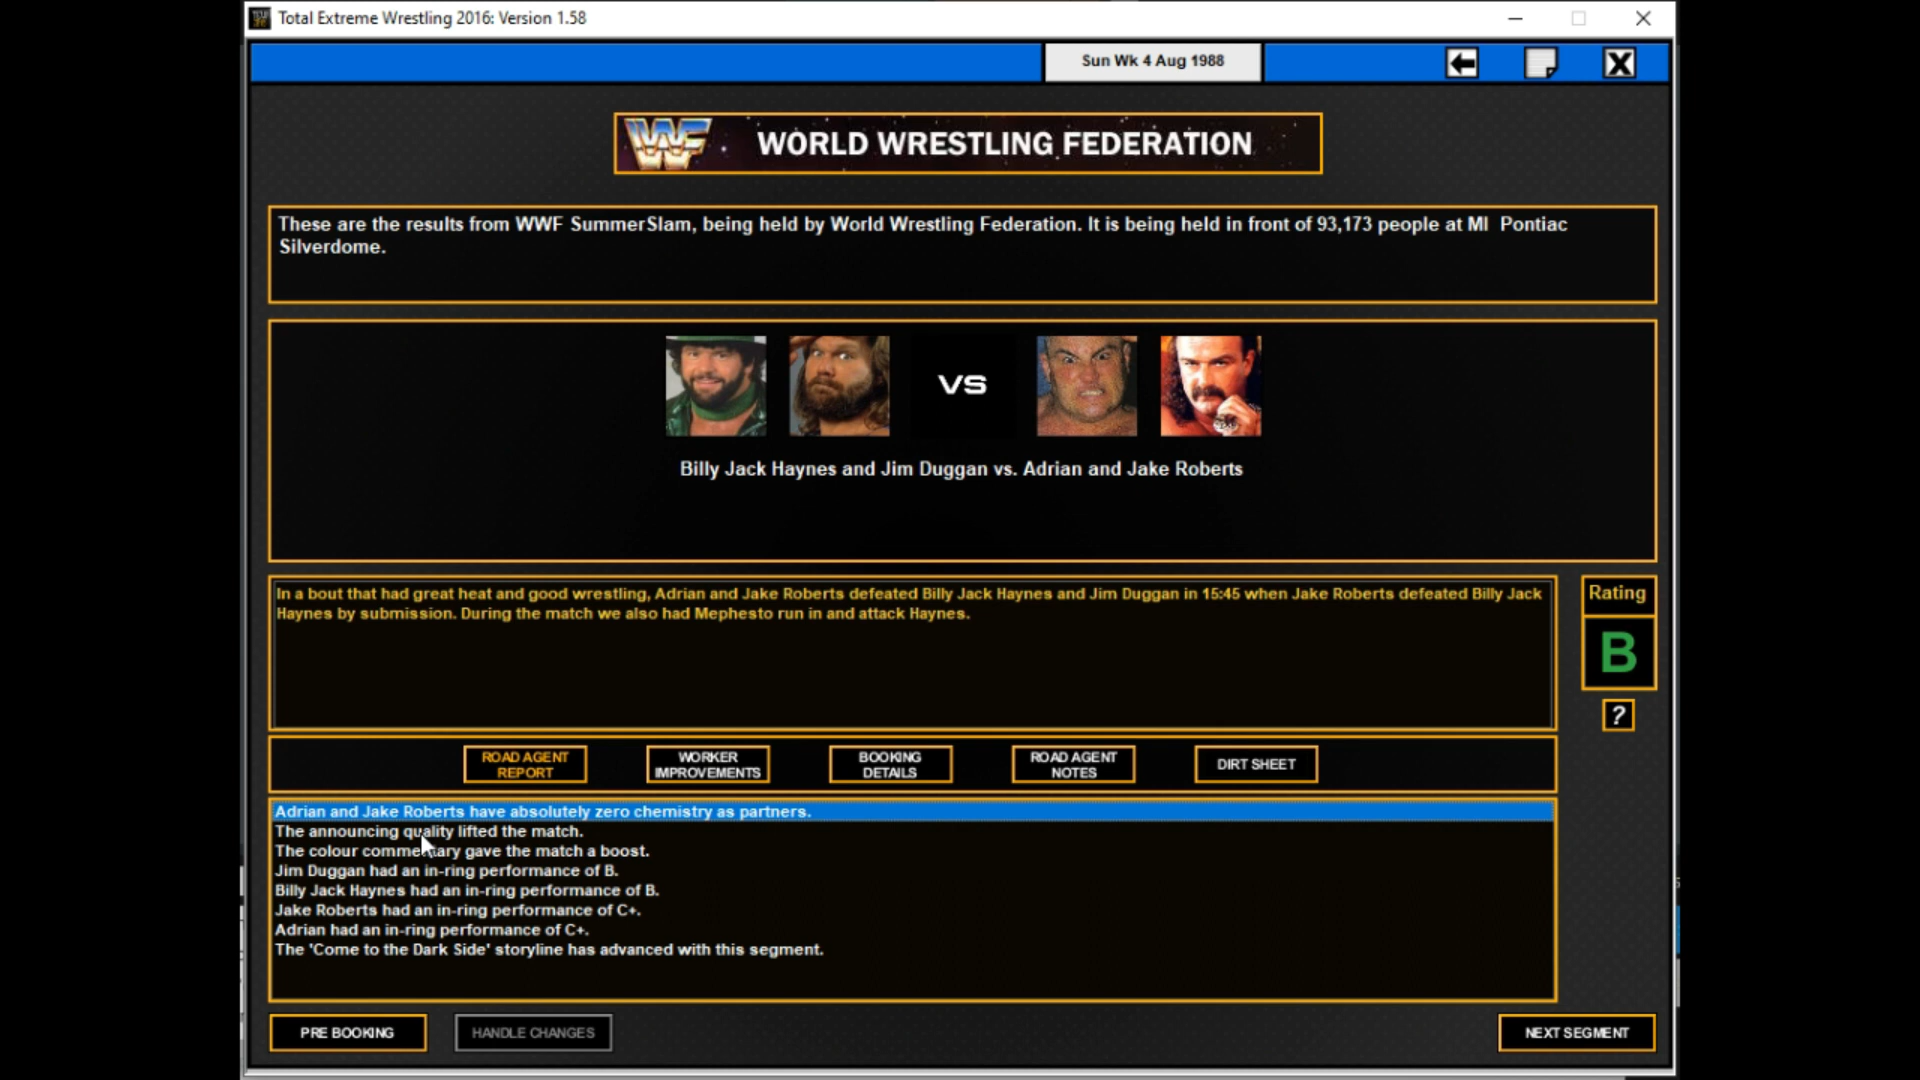 Total Extreme Wrestling 2016: Version 1.58
Sun Wk 4 Aug 1988
WORLD WRESTLING FEDERATION
These are the results from WWF SummerSlam, being held by World Wrestling Federation. It is being held in front of 93,173 people at MI Pontiac
Silverdome.
VS
Billy Jack Haynes and Jim Duggan vs. Adrian and Jake Roberts
In a bout that had great heat and good wrestling, Adrian and Jake Roberts defeated Billy Jack Haynes and Jim Duggan in 15:45 when Jake Roberts defeated Billy Jack
Haynes by submission. During the match we also had Mephesto run in and attack Haynes.
Rating
B
?
ROAD AGENT
REPORT
WORKER
IMPROVEMENTS
BOOKING
DETAILS
ROAD AGENT
NOTES
DIRT SHEET
Adrian and Jake Roberts have absolutely zero chemistry as partners.
The announcing quality lifted the match.
The colour commentary gave the match a boost.
Jim Duggan had an in-ring performance of B.
Billy Jack Haynes had an in-ring performance of B.
Jake Roberts had an in-ring performance of C+.
Adrian had an in-ring performance of C+.
The 'Come to the Dark Side' storyline has advanced with this segment.
PRE BOOKING
HANDLE CHANGES
NEXT SEGMENT